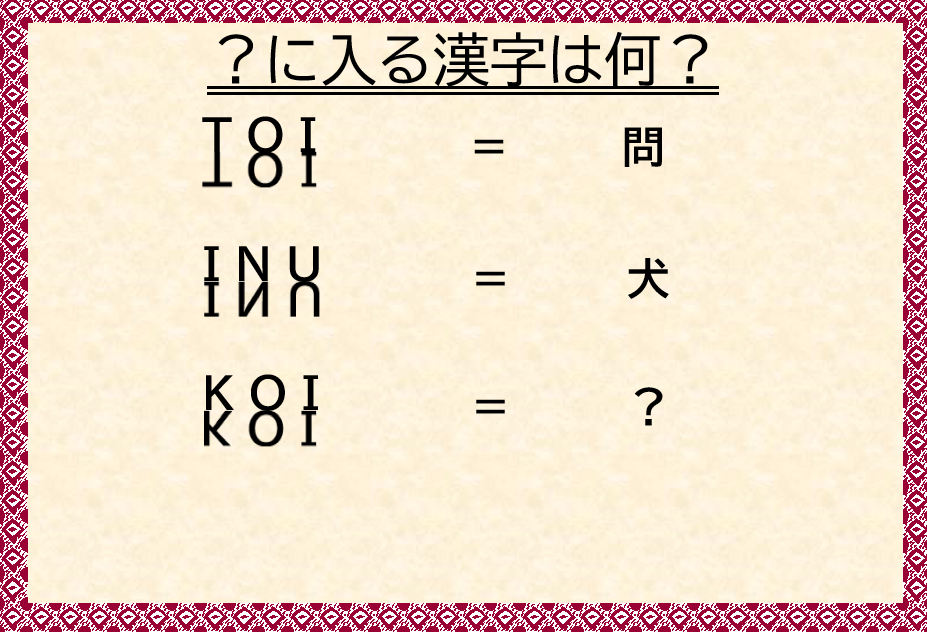 ？に入る漢字は何？
TOI = 問
INU = 犬
KOI = ？